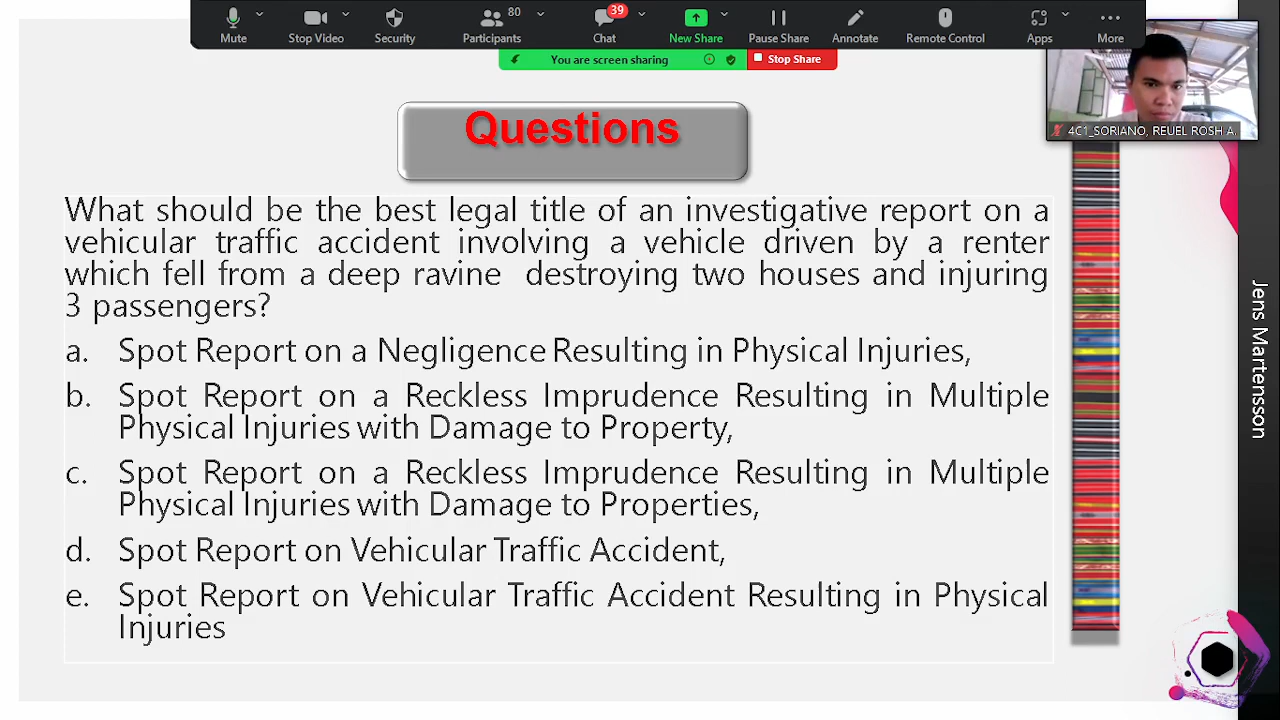 Mute
Stop Video
Security
Participants
80
Chat
39
New Share
Pause Share
Annotate
Remote Control
Apps
More
You are screen sharing
Stop Share
4C1_SORIANO, REUEL ROSH A.
Questions
What should be the best legal title of an investigative report on a
vehicular traffic accident involving a vehicle driven by a renter
which fell from a deep ravine destroying two houses and injuring
3 passengers?
a. Spot Report on a Negligence Resulting in Physical Injuries,
b. Spot Report on a Reckless Imprudence Resulting in Multiple
Physical Injuries with Damage to Property,
c. Spot Report on a Reckless Imprudence Resulting in Multiple
Physical Injuries with Damage to Properties,
d. Spot Report on Vehicular Traffic Accident,
e. Spot Report on Vehicular Traffic Accident Resulting in Physical
Injuries
Jens Martensson